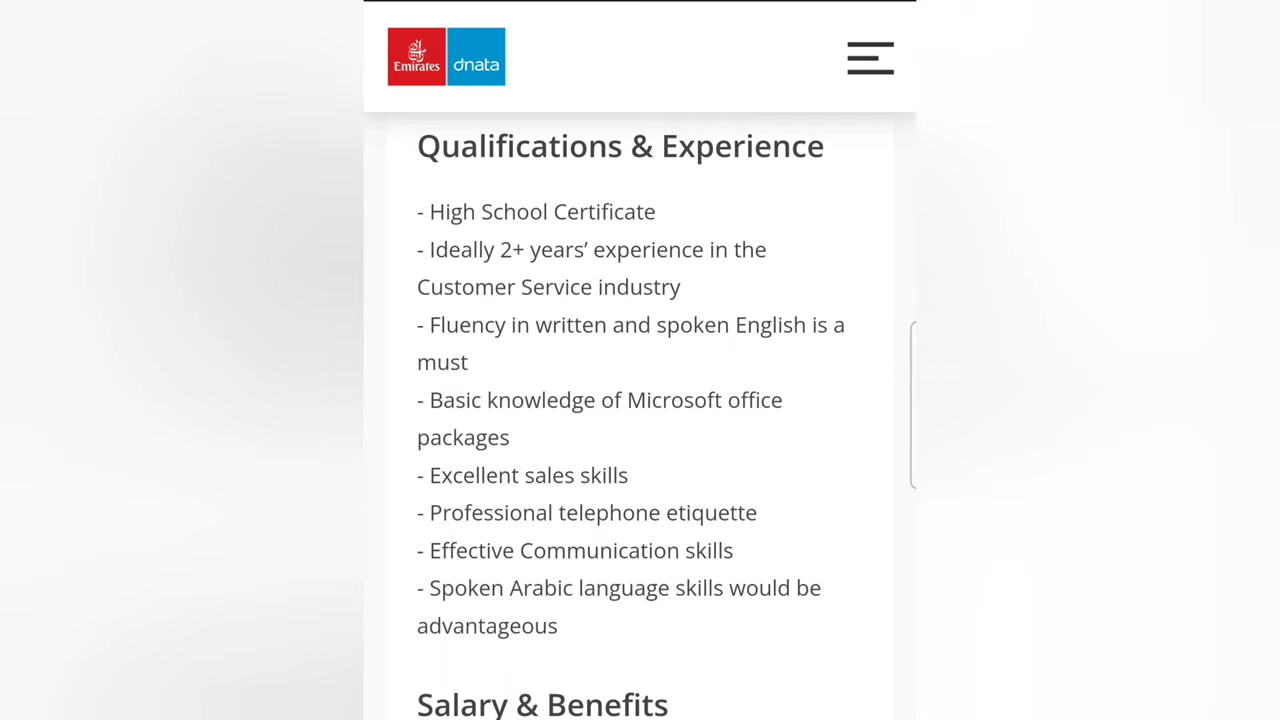 Emirates dnata
Qualifications & Experience
- High School Certificate
- Ideally 2+ years’ experience in the
Customer Service industry
- Fluency in written and spoken English is a
must
- Basic knowledge of Microsoft office
packages
- Excellent sales skills
- Professional telephone etiquette
- Effective Communication skills
- Spoken Arabic language skills would be
advantageous
Salary & Benefits